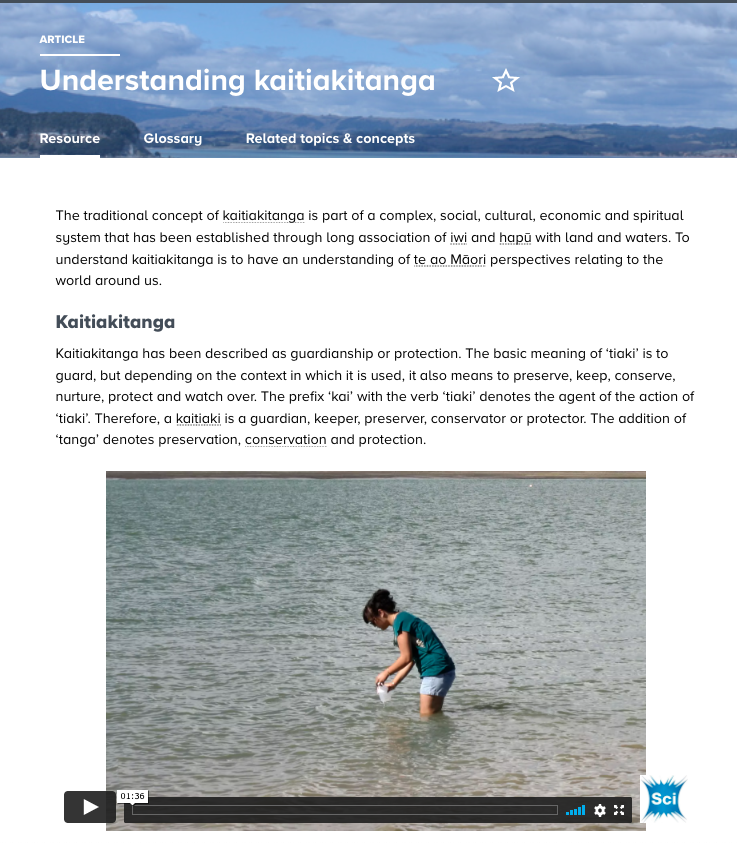 ARTICLE
Understanding kaitiakitanga
Resource Glossary Related topics & concepts
The traditional concept of kaitiakitanga is part of a complex, social, cultural, economic and spiritual
system that has been established through long association of iwi and hapū with land and waters. To
understand kaitiakitanga is to have an understanding of te ao Māori perspectives relating to the
world around us.
Kaitiakitanga
Kaitiakitanga has been described as guardianship or protection. The basic meaning of ‘tiaki’ is to
guard, but depending on the context in which it is used, it also means to preserve, keep, conserve,
nurture, protect and watch over. The prefix ‘kai’ with the verb ‘tiaki’ denotes the agent of the action of
‘tiaki’. Therefore, a kaitiaki is a guardian, keeper, preserver, conservator or protector. The addition of
‘tanga’ denotes preservation, conservation and protection.
01:36
Sci